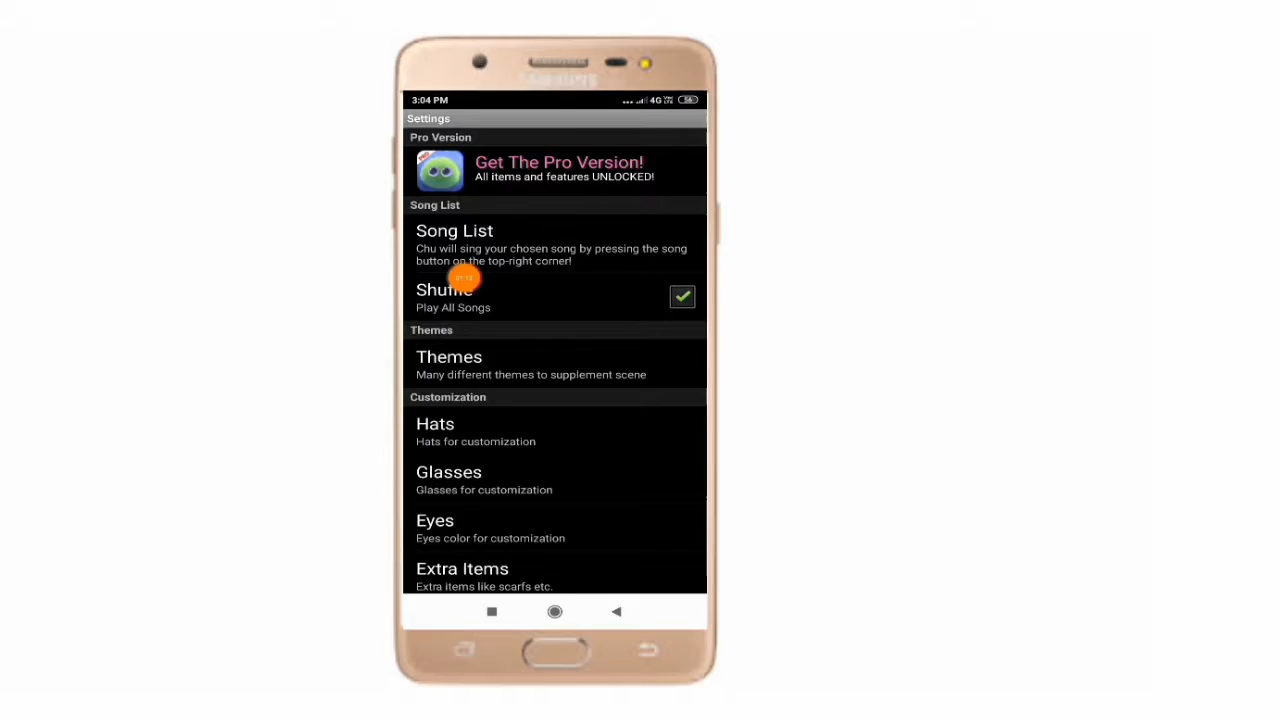 3:04 PM
4G
Settings
Pro Version
Get The Pro Version!
All items and features UNLOCKED!
Song List
Song List
Chu will sing your chosen song by pressing the song
button on the top-right corner!
Shuffle
Play All Songs
Themes
Themes
Many different themes to supplement scene
Customization
Hats
Hats for customization
Glasses
Glasses for customization
Eyes
Eyes color for customization
Extra Items
Extra items like scarfs etc.